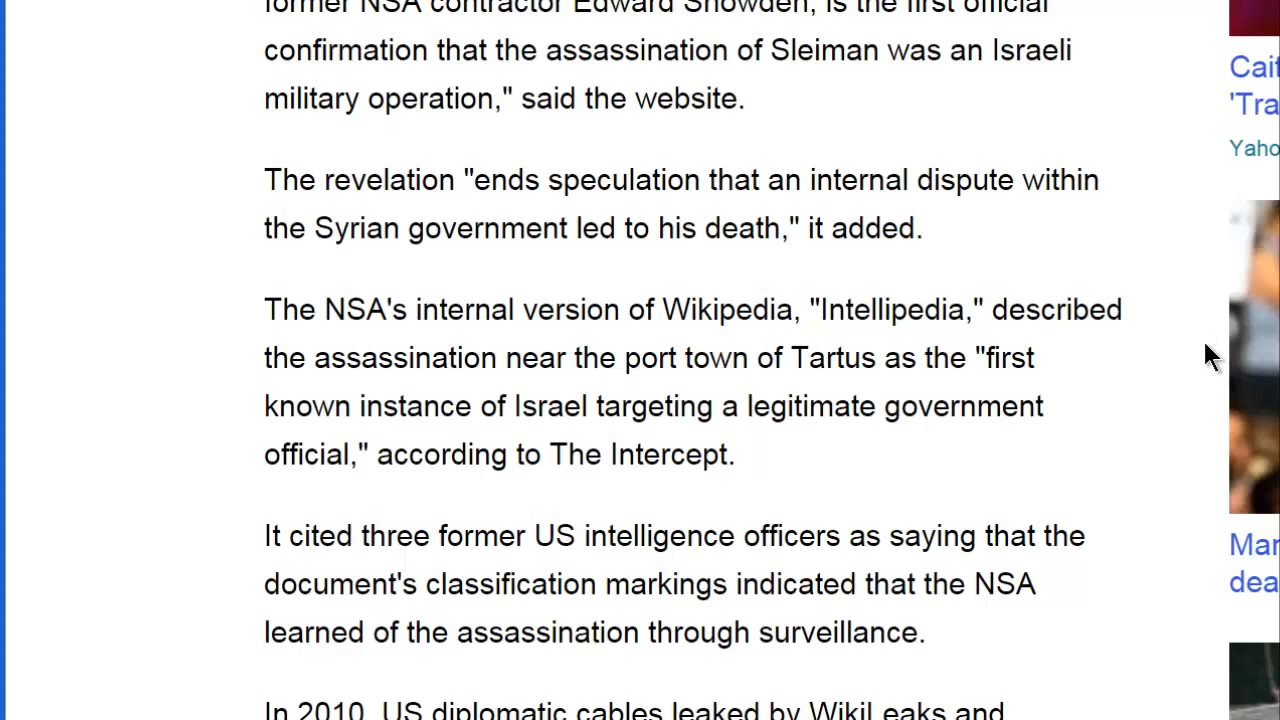 former NSA contractor Edward Snowden, is the first official
confirmation that the assassination of Sleiman was an Israeli
military operation," said the website.
The revelation "ends speculation that an internal dispute within
the Syrian government led to his death," it added.
The NSA's internal version of Wikipedia, "Intellipedia," described
the assassination near the port town of Tartus as the "first
known instance of Israel targeting a legitimate government
official," according to The Intercept.
It cited three former US intelligence officers as saying that the
document's classification markings indicated that the NSA
learned of the assassination through surveillance.
In 2010, US diplomatic cables leaked by WikiLeaks and
Cait
'Tra
Yaho
Mar
dea